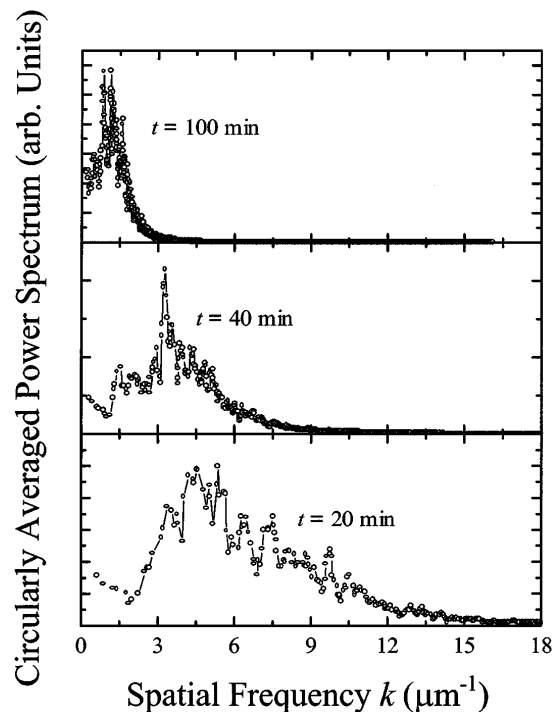 Circularly Averaged Power Spectrum (arb. Units)
t = 100 min
t = 40 min
t = 20 min
0 3 6 9 12 15 18
Spatial Frequency k (μm⁻¹)